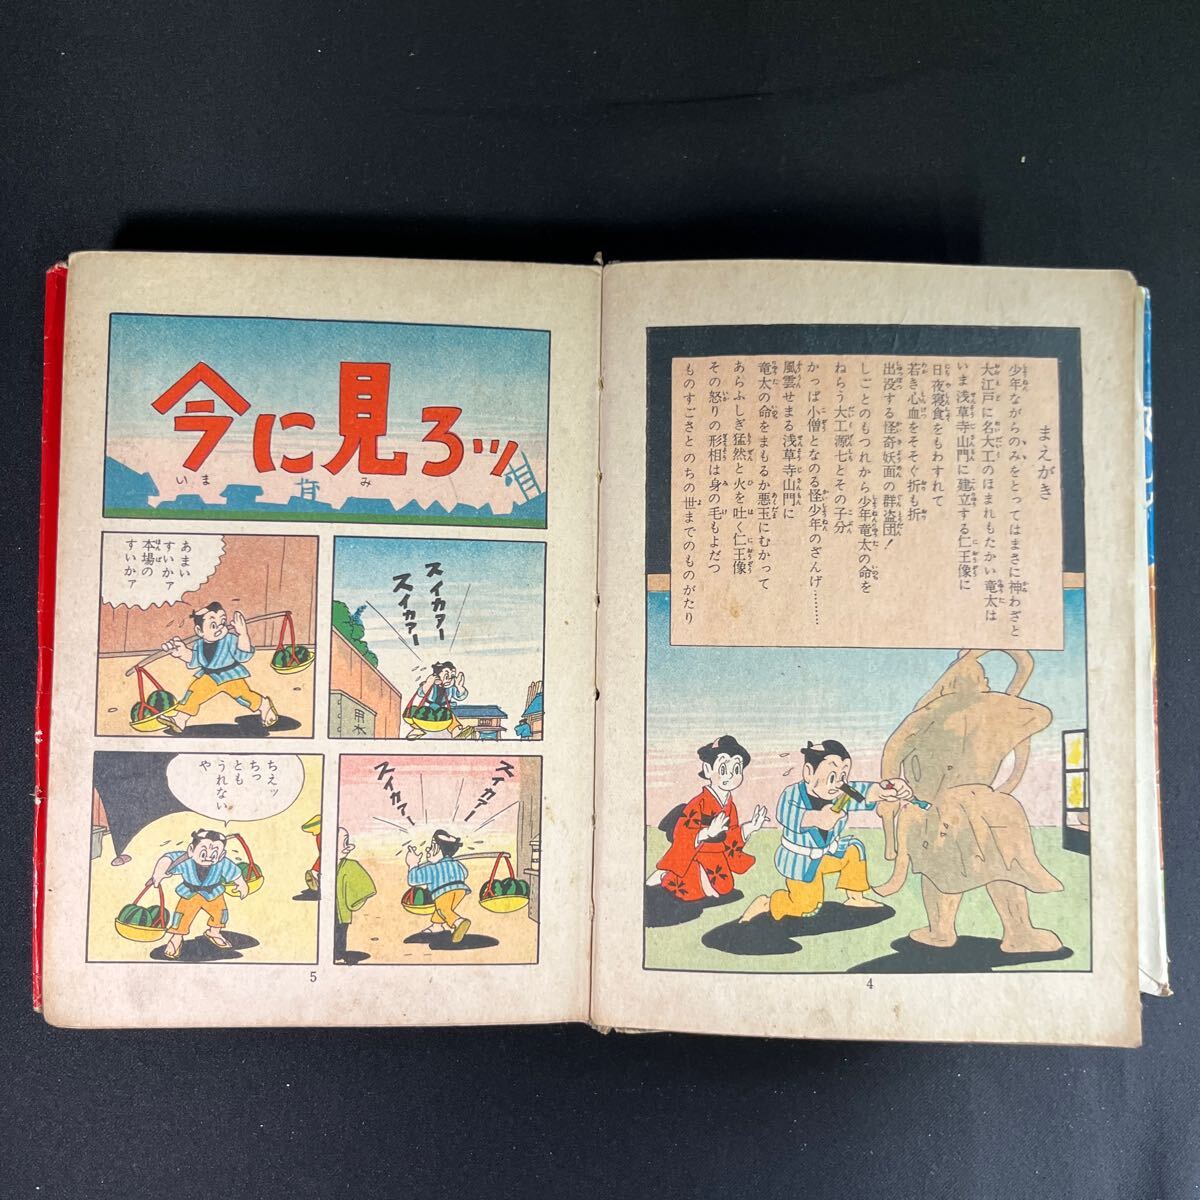 まえがき
少年ながらのみをとってはまさに神わざと
大江戸に名大工のほまれもたかい竜太は
いま浅草寺山門に建立する仁王像に
日夜寝食をもわすれて
若き心血をそそぐ折も折
出没する怪奇妖面の群盗団!
しごとのもつれから少年竜太の命を
ねらう大工源七とその子分
かっぱ小僧となのる怪少年のざんげ………
風雲せまる浅草寺山門に
竜太の命をまもるか悪玉にむかって
あらふしぎ猛然と火を吐く仁王像
その怒りの形相は身の毛もよだつ
ものすごさとのちの世までのものがたり
4
今に見ろッ
いま み
スイカァー
スイカァー
用水
あまい
すいかァ
本場の
すいかァ
スイカァー
スイカァー
ちえッ
ちっ
とも
うれない
や
5